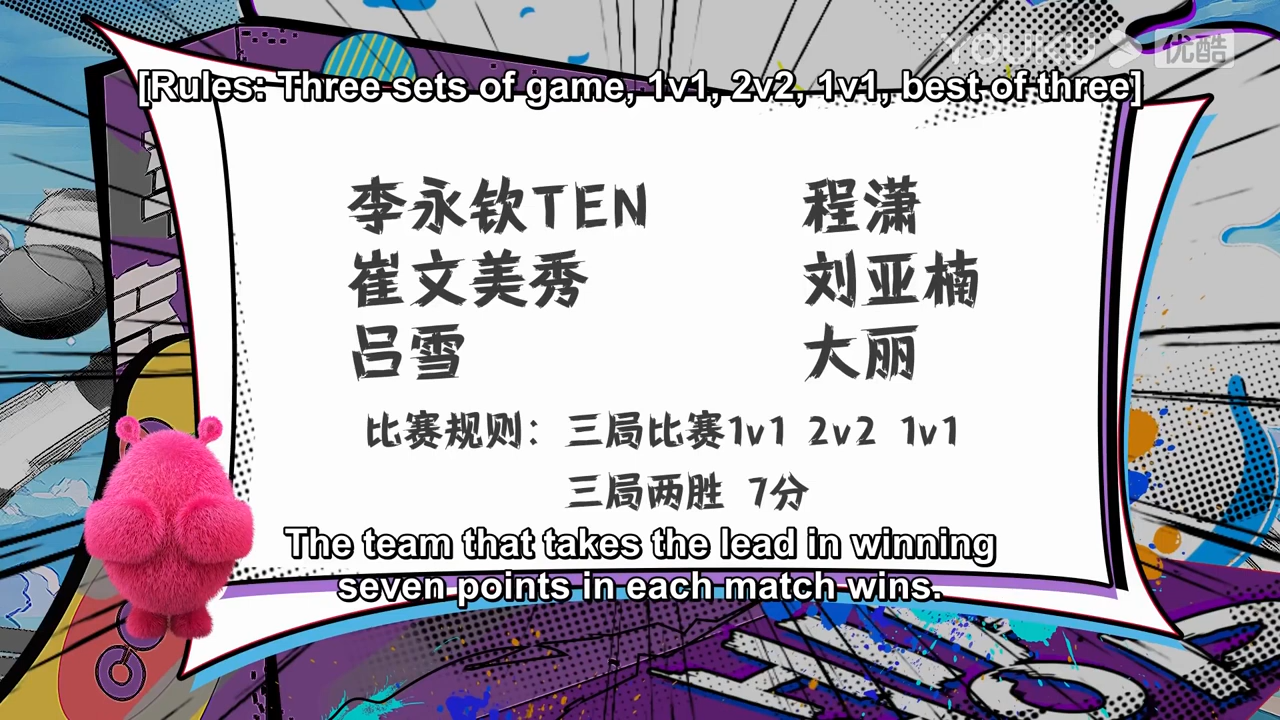 YOUKU 优酷
[Rules: Three sets of game, 1v1, 2v2, 1v1, best of three]
李永钦TEN 程潇
崔文美秀 刘亚楠
吕雪 大丽
比赛规则：三局比赛1v1 2v2 1v1
三局两胜 7分
The team that takes the lead in winning
seven points in each match wins.